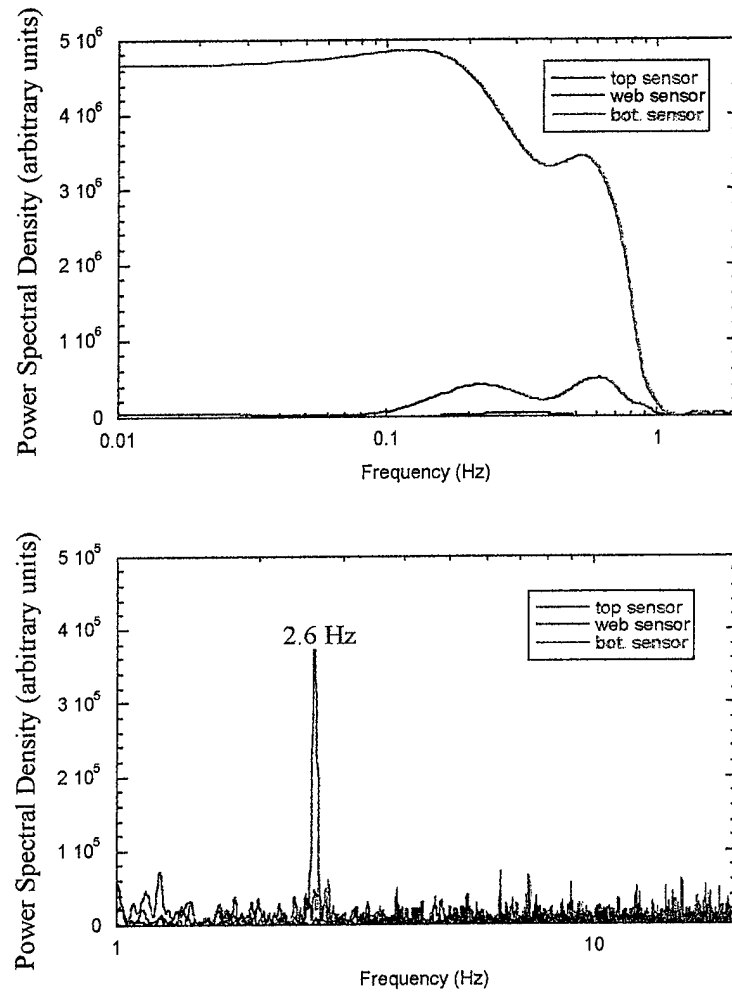 Power Spectral Density (arbitrary units)
5 10⁶
4 10⁶
3 10⁶
2 10⁶
1 10⁶
0
0.01
0.1
1
Frequency (Hz)
top sensor
web sensor
bot. sensor
Power Spectral Density (arbitrary units)
5 10⁵
4 10⁵
3 10⁵
2 10⁵
1 10⁵
0
1
10
Frequency (Hz)
2.6 Hz
top sensor
web sensor
bot. sensor